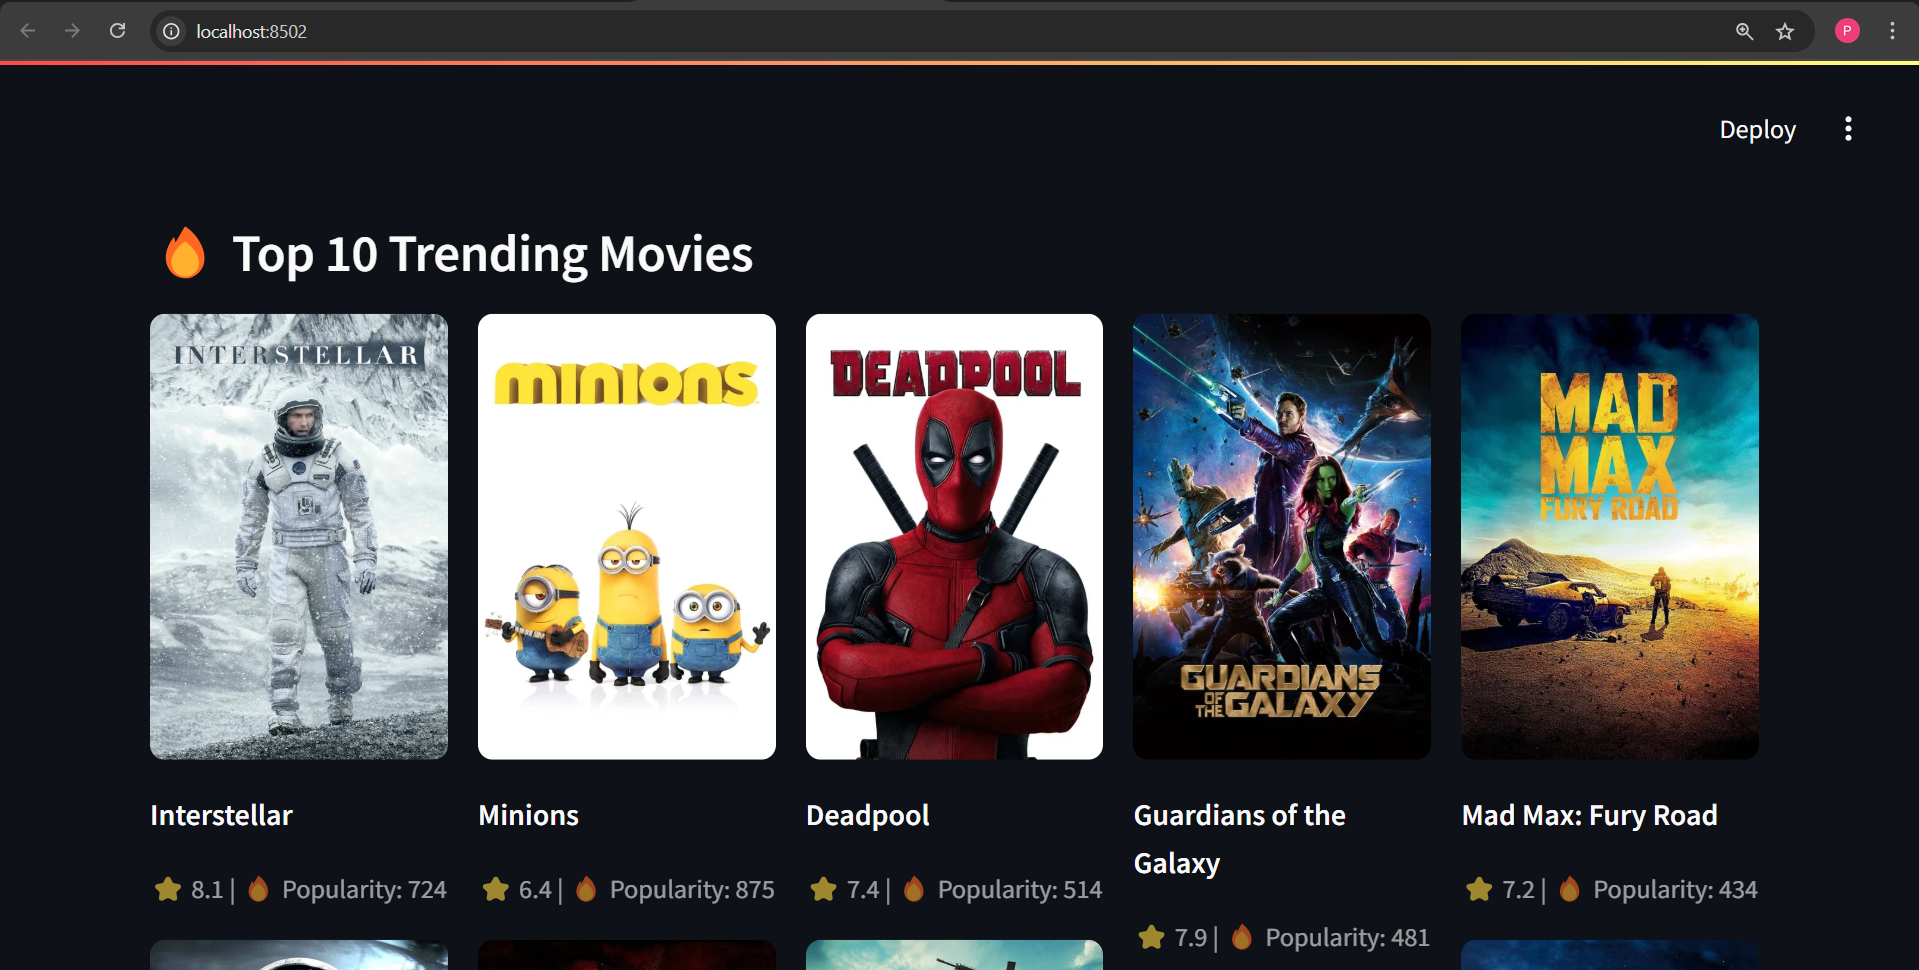 localhost:8502
P
Deploy
Top 10 Trending Movies
INTERSTELLAR
minions
DEADPOOL
GUARDIANS
OF THE GALAXY
MAD
MAX
FURY ROAD
Interstellar
Minions
Deadpool
Guardians of the
Galaxy
Mad Max: Fury Road
8.1 | Popularity: 724
6.4 | Popularity: 875
7.4 | Popularity: 514
7.9 | Popularity: 481
7.2 | Popularity: 434